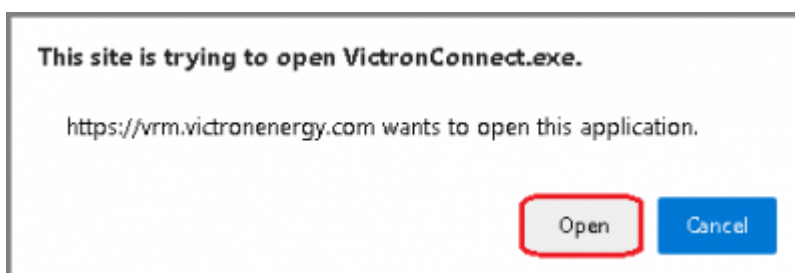 This site is trying to open VictronConnect.exe.
https://vrm.victronenergy.com wants to open this application.
Open
Cancel